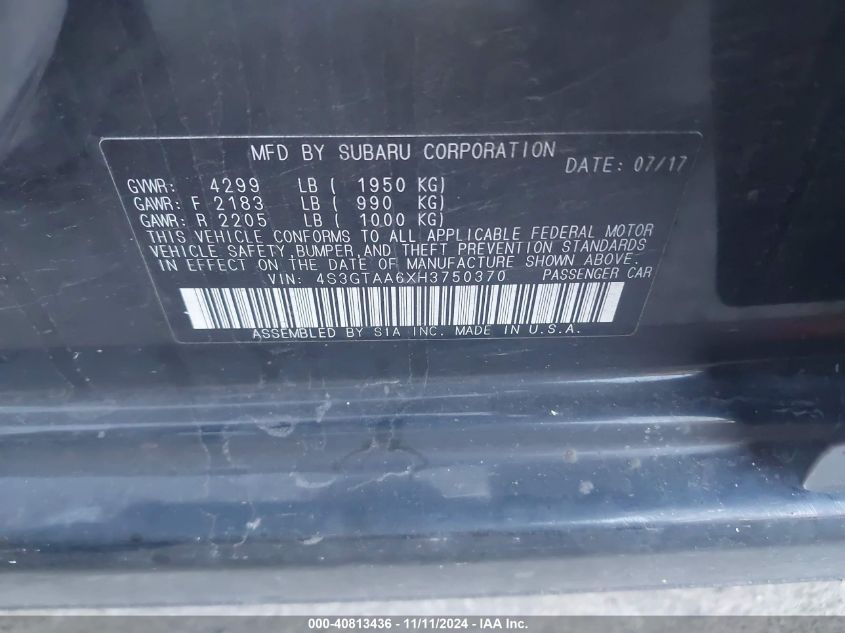 MFD BY SUBARU CORPORATION DATE: 07/17
GVWR: 4299 LB ( 1950 KG)
GAWR: F 2183 LB ( 990 KG)
GAWR: R 2205 LB ( 1000 KG)
THIS VEHICLE CONFORMS TO ALL APPLICABLE FEDERAL MOTOR
VEHICLE SAFETY, BUMPER, AND THEFT PREVENTION STANDARDS
IN EFFECT ON THE DATE OF MANUFACTURE SHOWN ABOVE.
VIN: 4S3GTAA6XH3750370 PASSENGER CAR
ASSEMBLED BY SIA INC. MADE IN U.S.A.
000-40813436 - 11/11/2024 - IAA Inc.